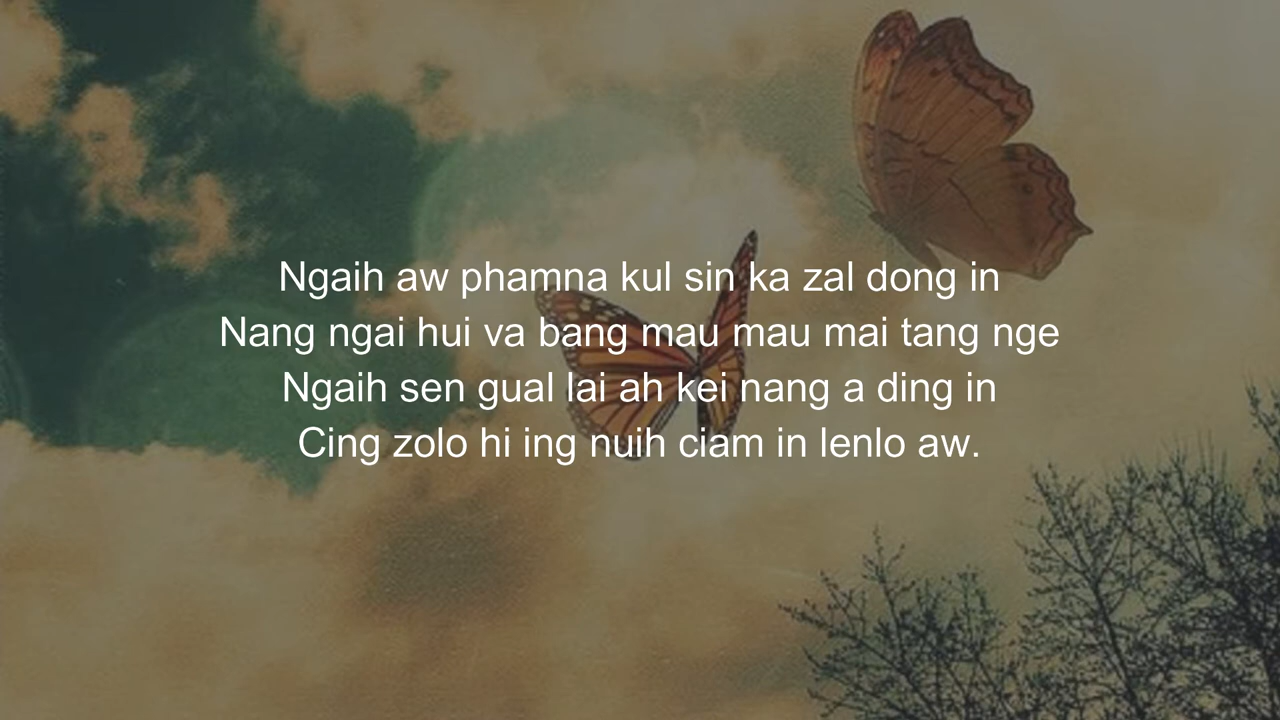 Ngaih aw phamna kul sin ka zal dong in
Nang ngai hui va bang mau mau mai tang nge
Ngaih sen gual lai ah kei nang a ding in
Cing zolo hi ing nuih ciam in lenlo aw.